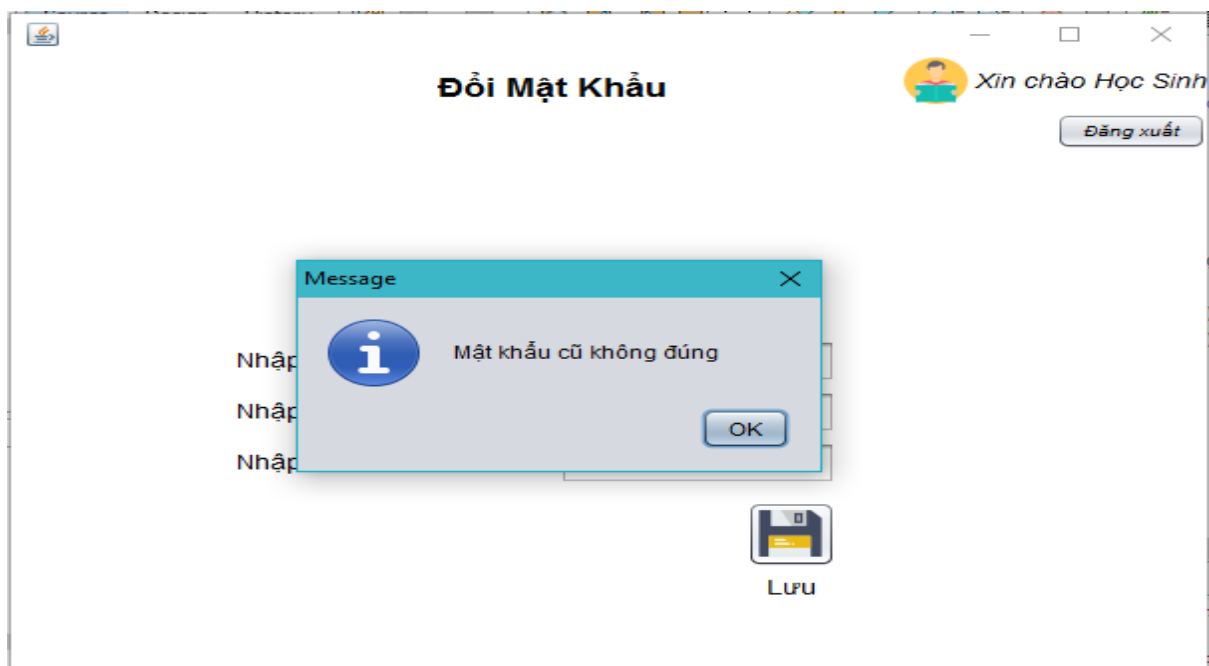 Đổi Mật Khẩu
Xin chào Học Sinh
Đăng xuất
Message
Mật khẩu cũ không đúng
OK
Nhập
Nhập
Nhập
Lưu